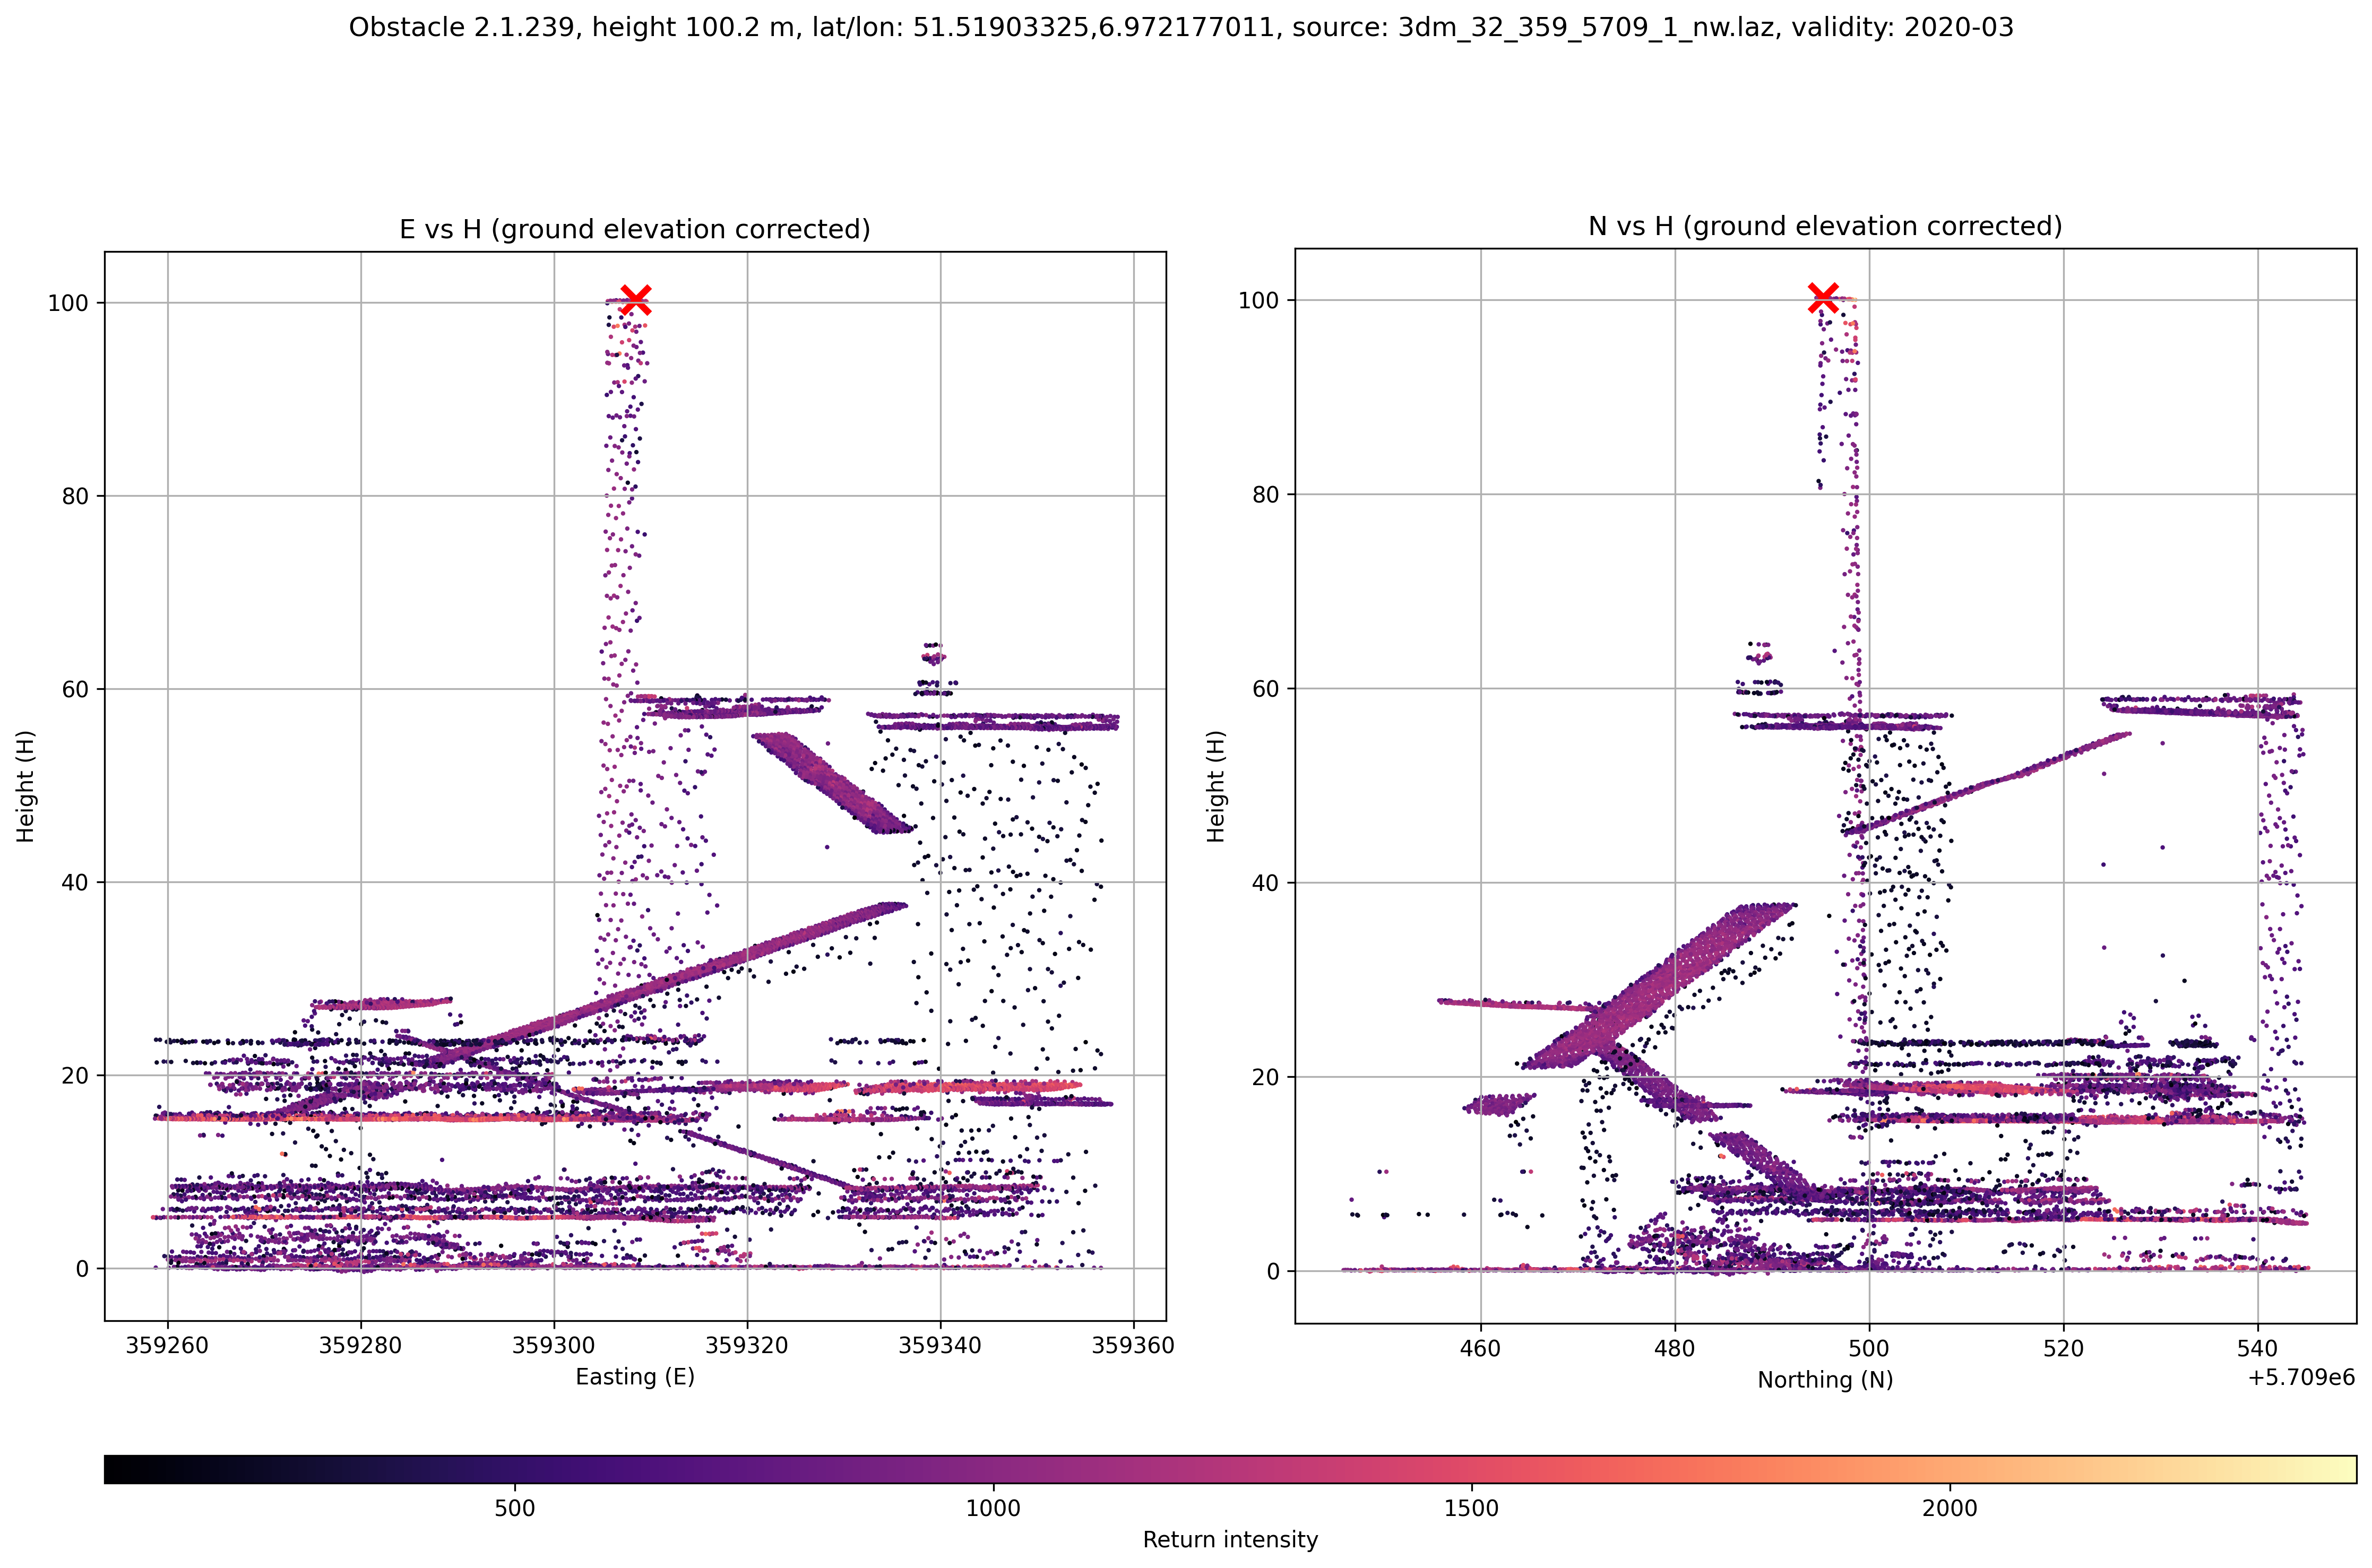 Obstacle 2.1.239, height 100.2 m, lat/lon: 51.51903325,6.972177011, source: 3dm_32_359_5709_1_nw.laz, validity: 2020-03
E vs H (ground elevation corrected)
N vs H (ground elevation corrected)
100
80
60
40
20
0
Height (H)
359260 359280 359300 359320 359340 359360
Easting (E)
100
80
60
40
20
0
Height (H)
460 480 500 520 540
+5.709e6
Northing (N)
500 1000 1500 2000
Return intensity